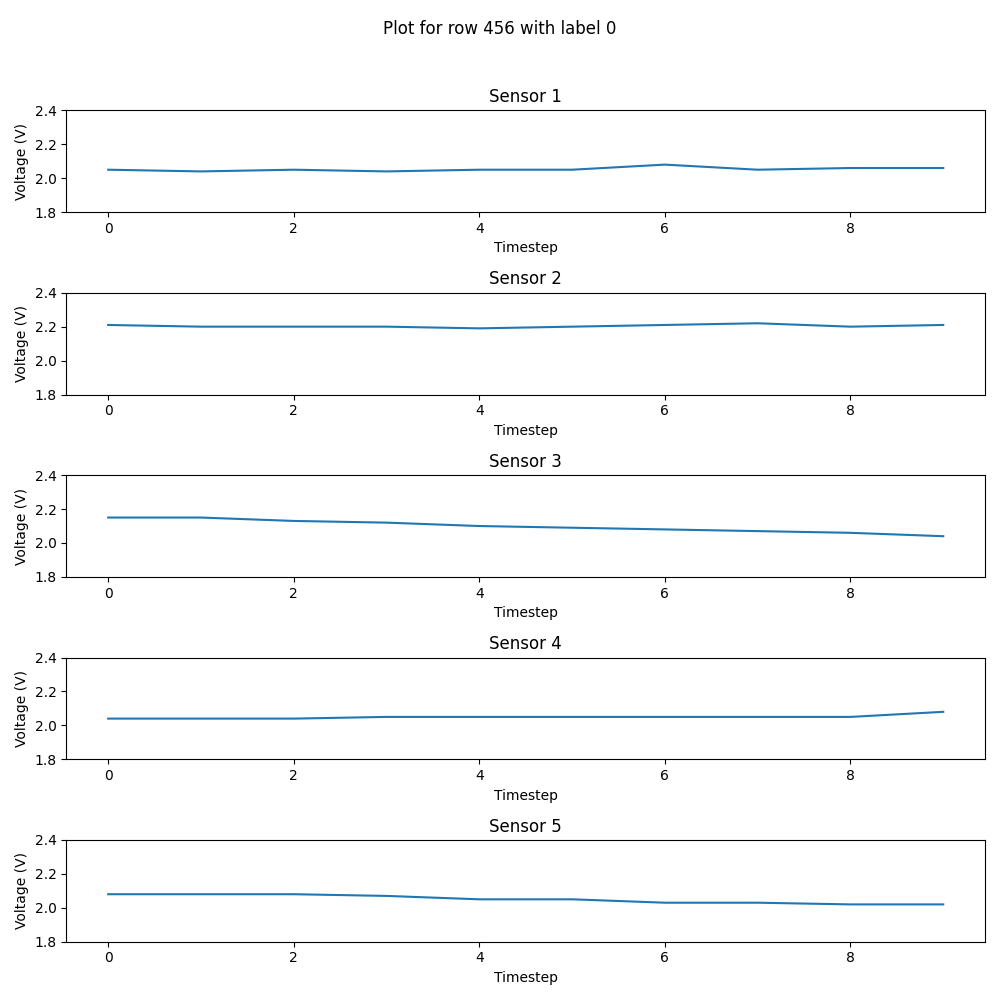 Plot for row 456 with label 0
Sensor 1
Voltage (V)
2.4
2.2
2.0
1.8
0 2 4 6 8
Timestep
Sensor 2
Voltage (V)
2.4
2.2
2.0
1.8
0 2 4 6 8
Timestep
Sensor 3
Voltage (V)
2.4
2.2
2.0
1.8
0 2 4 6 8
Timestep
Sensor 4
Voltage (V)
2.4
2.2
2.0
1.8
0 2 4 6 8
Timestep
Sensor 5
Voltage (V)
2.4
2.2
2.0
1.8
0 2 4 6 8
Timestep